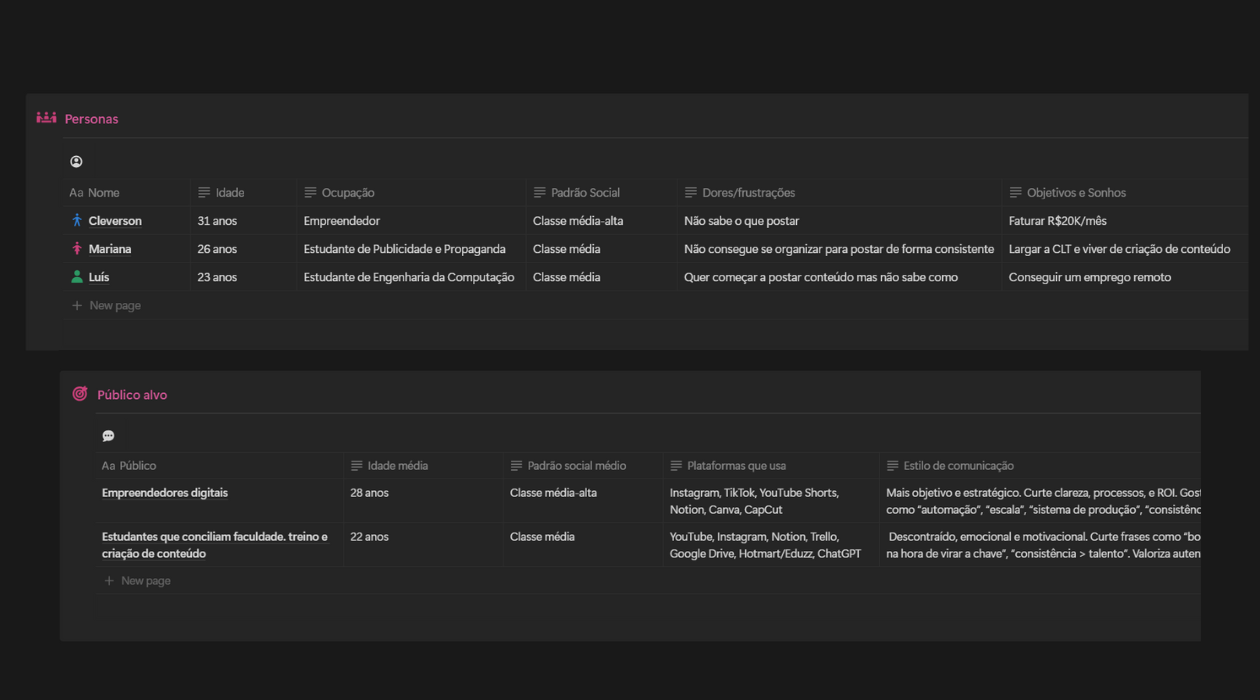 Personas
Aa Nome
Idade
Ocupação
Padrão Social
Dores/frustrações
Objetivos e Sonhos
Cleverson
31 anos
Empreendedor
Classe média-alta
Não sabe o que postar
Faturar R$20K/mês
Mariana
26 anos
Estudante de Publicidade e Propaganda
Classe média
Não consegue se organizar para postar de forma consistente
Largar a CLT e viver de criação de conteúdo
Luís
23 anos
Estudante de Engenharia da Computação
Classe média
Quer começar a postar conteúdo mas não sabe como
Conseguir um emprego remoto
+ New page
Público alvo
Aa Público
Idade média
Padrão social médio
Plataformas que usa
Estilo de comunicação
Empreendedores digitais
28 anos
Classe média-alta
Instagram, TikTok, YouTube Shorts,
Notion, Canva, CapCut
Mais objetivo e estratégico. Curte clareza, processos, e ROI.
como “automação”, “escala”, “sistema de produção”,
Estudantes que conciliam faculdade. treino e
criação de conteúdo
22 anos
Classe média
YouTube, Instagram, Notion, Trello,
Google Drive, Hotmart/Eduzz, ChatGPT
Descontraído, emocional e motivacional. Curte frases como
na hora de virar a chave”, “consistência > talento”. Valoriza
+ New page